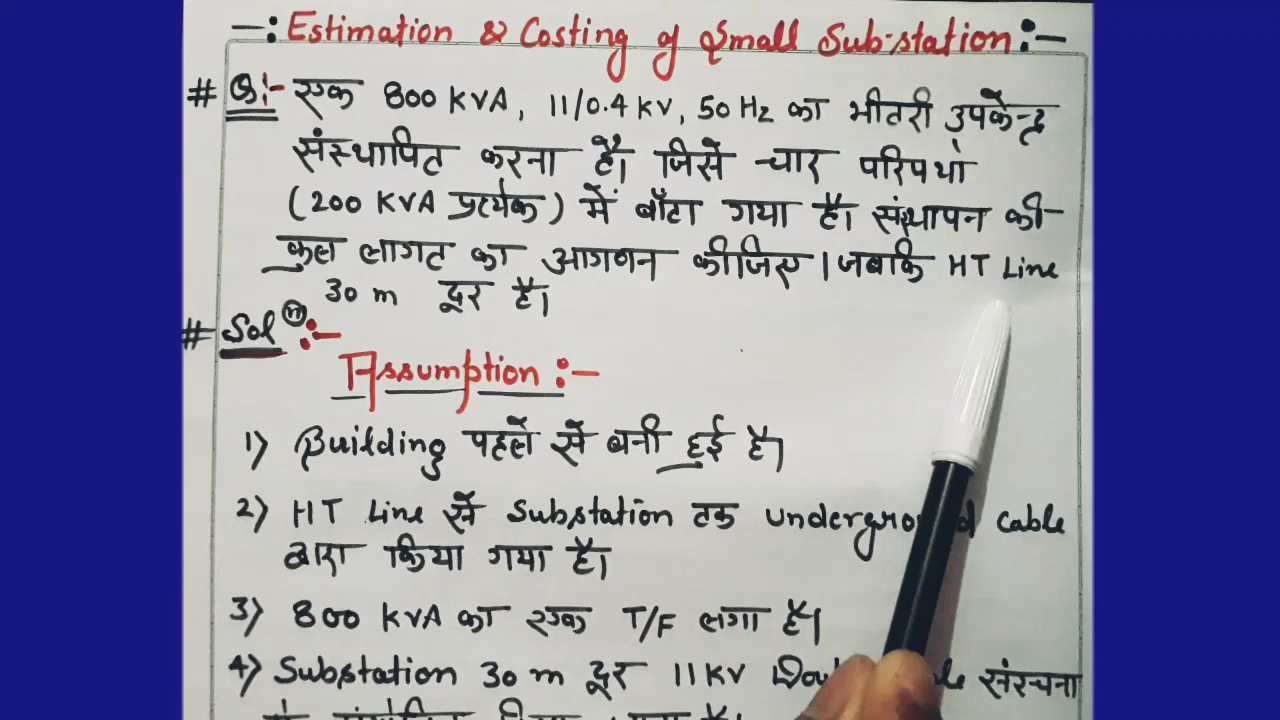 -: Estimation & Costing of Small Sub-station :-
# Q:- एक 800 KVA, 11/0.4 KV, 50 Hz का भीतरी उपकेन्द्र
संस्थापित करना है। जिसे चार परिपथो
(200 KVA प्रत्येक) में बाँटा गया है। संस्थापन की
कुल लागत का आगणन कीजिए। जबकि HT Line
30 m दूर है।
# Sol(n) :-
Assumption :-
1) Building पहले से बनी हुई है।
2) HT Line से Substation तक underground cable
द्वारा किया गया है।
3) 800 KVA का एक T/F लगा है।
4) Substation 30 m दूर 11 KV संरचना